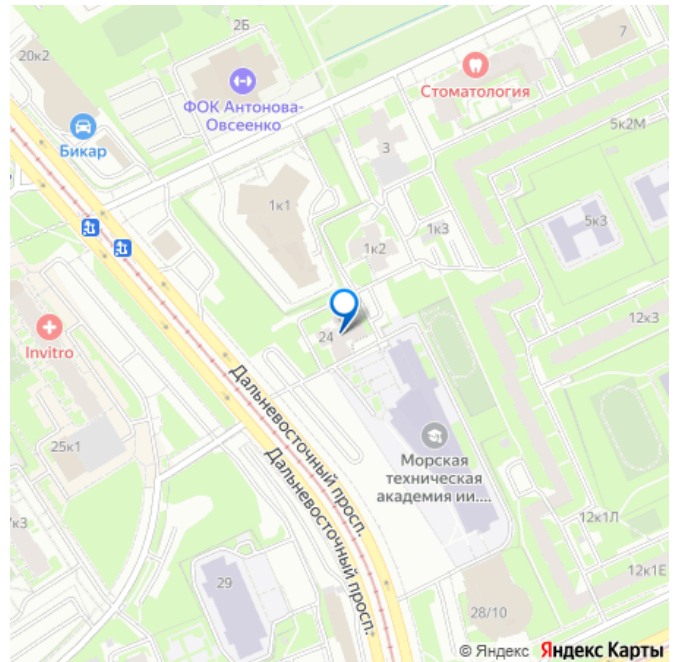 20к2
2Б
7
ФОК Антонова-
Овсеенко
Стоматология
Бикар
3
5к2М
1к1
1к2
1к3
5к3
24
12к3
Invitro
Дальневосточный просп.
Дальневосточный просп.
25к1
Морская
техническая
академия ии....
к3
12к1Л
29
12к1Е
28/10
© Яндекс Яндекс Карты